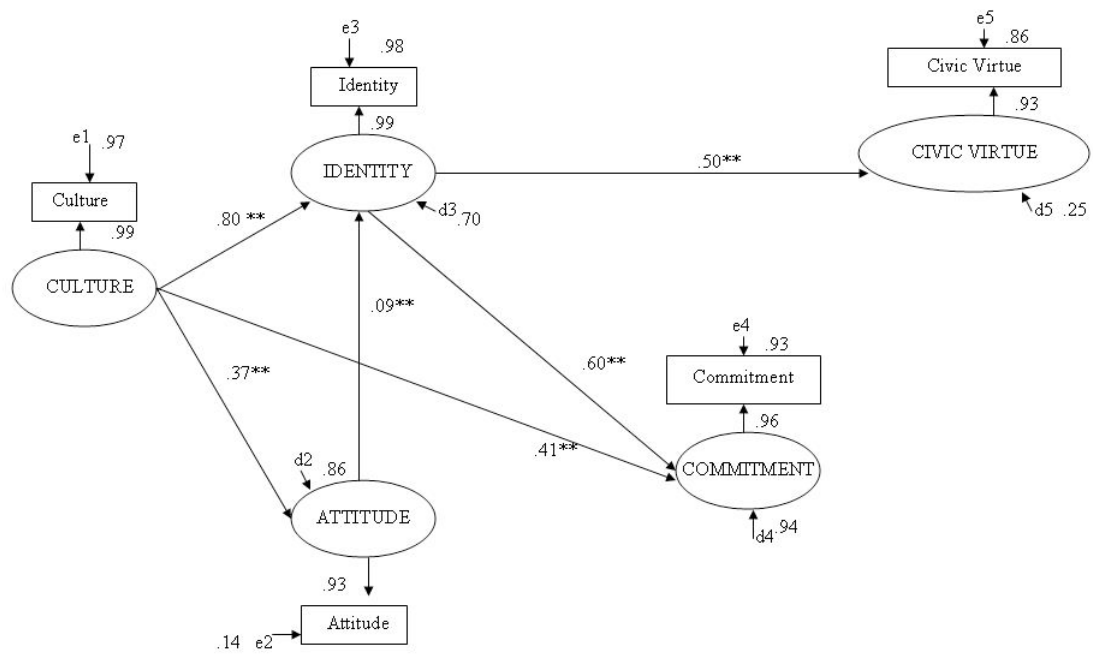 e3
.98
Identity
.99
IDENTITY
e5
.86
Civic Virtue
.93
CIVIC VIRTUE
.50**
d3
.70
d5 .25
e1 .97
Culture
.99
CULTURE
.80 **
.09**
.37**
.60**
.41**
e4
.93
Commitment
.96
COMMITMENT
d4 .94
d2
.86
ATTITUDE
.93
Attitude
.14 e2